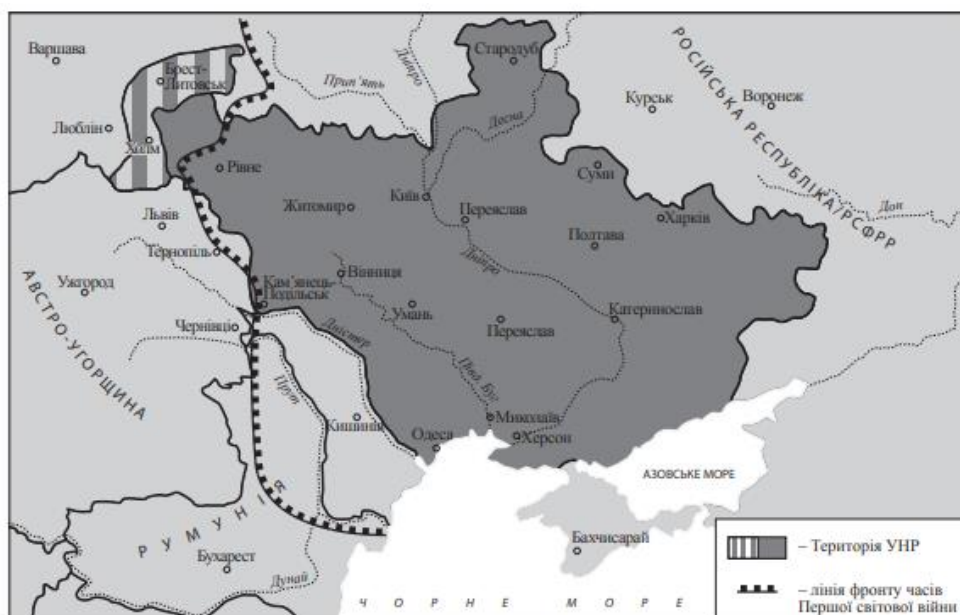 Варшава
Брест-
Литовськ
Люблін
Холм
Прип'ять
Дніпро
Стародуб
Десна
Курськ
Воронеж
РОСІЙСЬКА РЕСПУБЛІКА/РСФРР
Дон
Рівне
Житомир
Київ
Переяслав
Суми
Харків
Полтава
Львів
Тернопіль
Ужгород
АВСТРО-УГОРЩИНА
Кам'янець-
Подільськ
Вінниця
Умань
Дніпро
Переяслав
Катеринослав
Чернівці
Дністер
Прут
Півд. Буг
Кишинів
Одеса
Миколаїв
Херсон
АЗОВСЬКЕ МОРЕ
РУМУНІЯ
Бухарест
Дунай
Бахчисарай
ЧОРНЕ МОРЕ
– Територія УНР
– лінія фронту часів
Першої світової війни